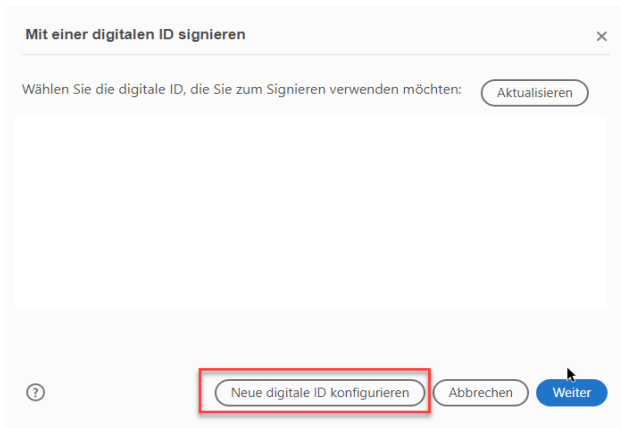 Mit einer digitalen ID signieren
Wählen Sie die digitale ID, die Sie zum Signieren verwenden möchten:
Aktualisieren
?
Neue digitale ID konfigurieren
Abbrechen
Weiter